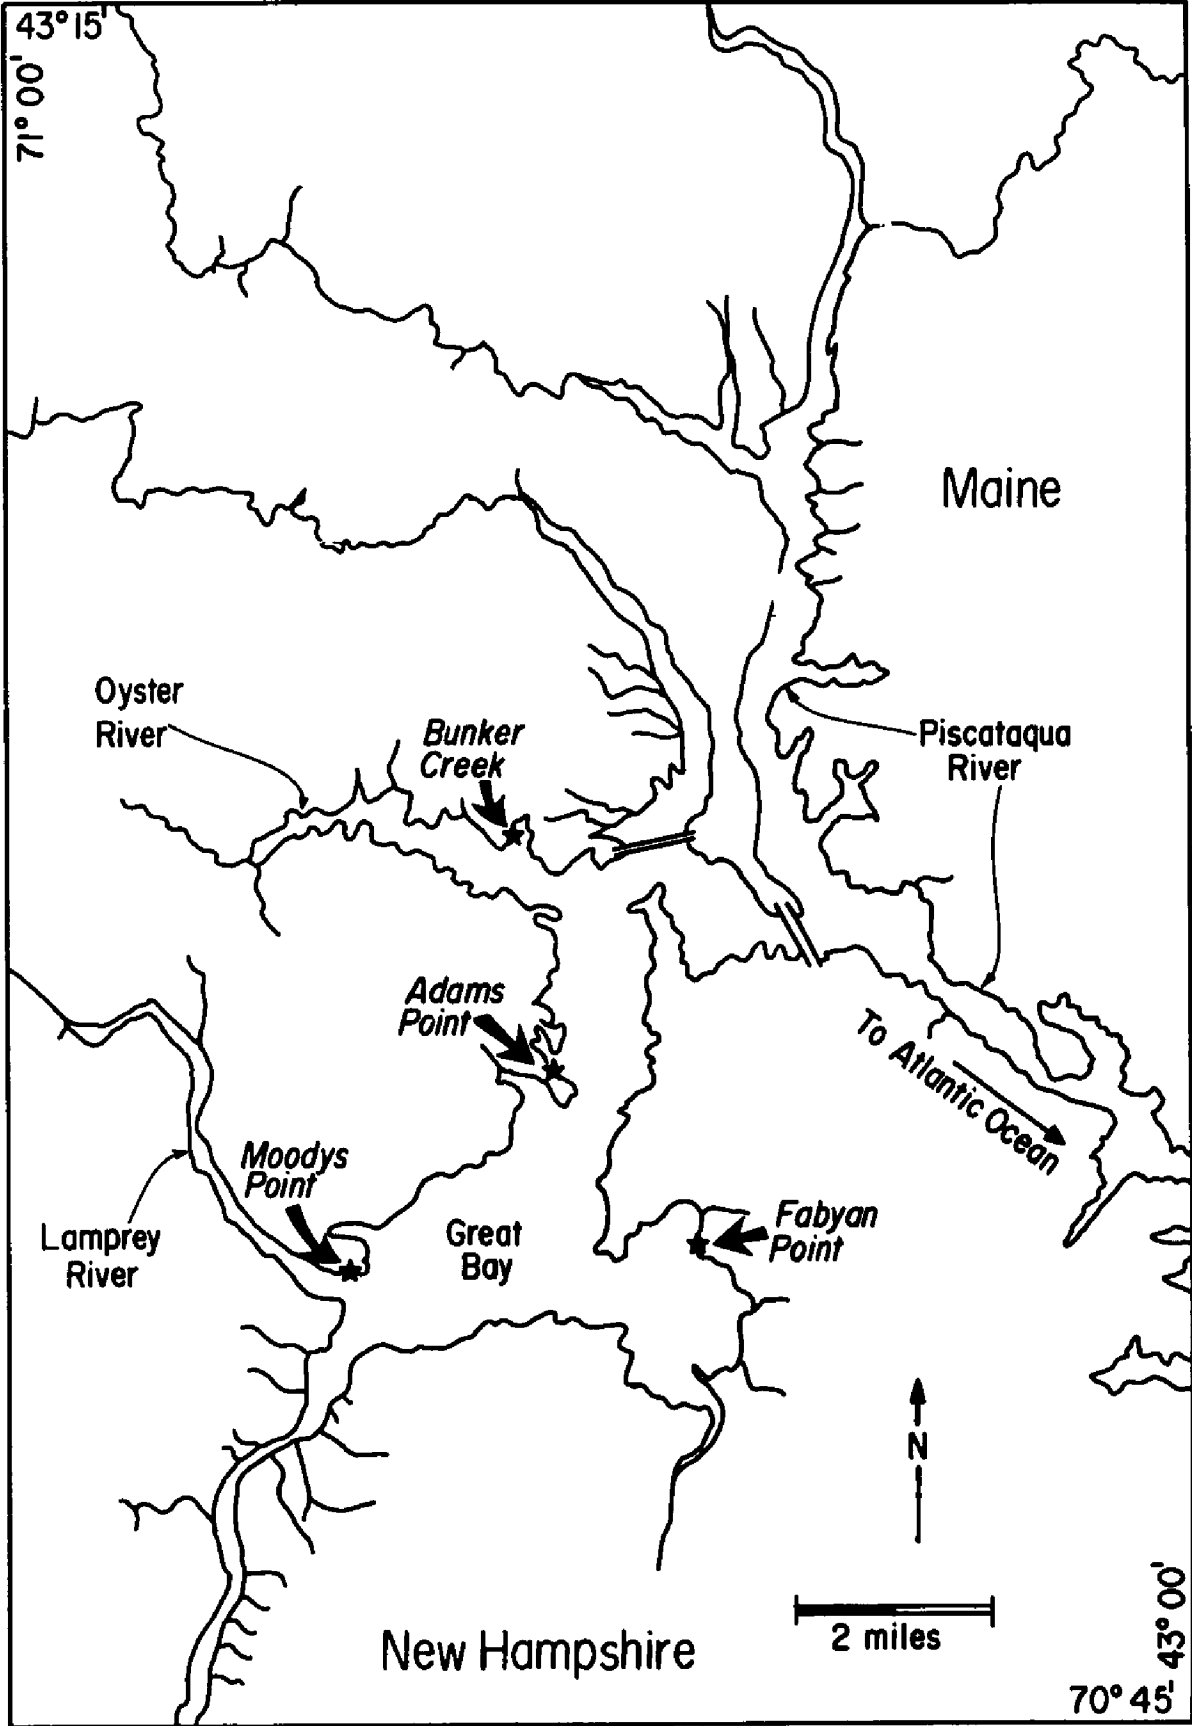 43°15'
71° 00'
Maine
Oyster
River
Bunker
Creek
Piscataqua
River
Adams
Point
To Atlantic Ocean
Moodys
Point
Lamprey
River
Great
Bay
Fabyan
Point
N
2 miles
New Hampshire
43° 00'
70° 45'